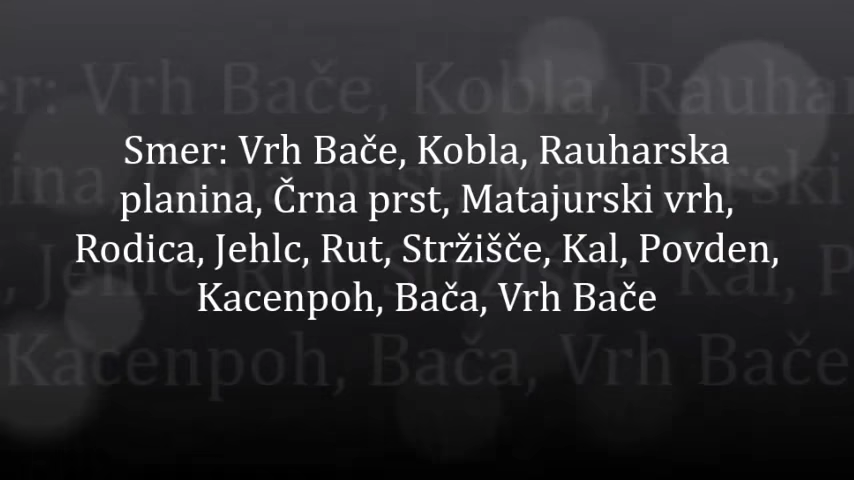 Smer: Vrh Bače, Kobla, Rauharska
planina, Črna prst, Matajurski vrh,
Rodica, Jehlc, Rut, Stržišče, Kal, Povden,
Kacenpoh, Bača, Vrh Bače